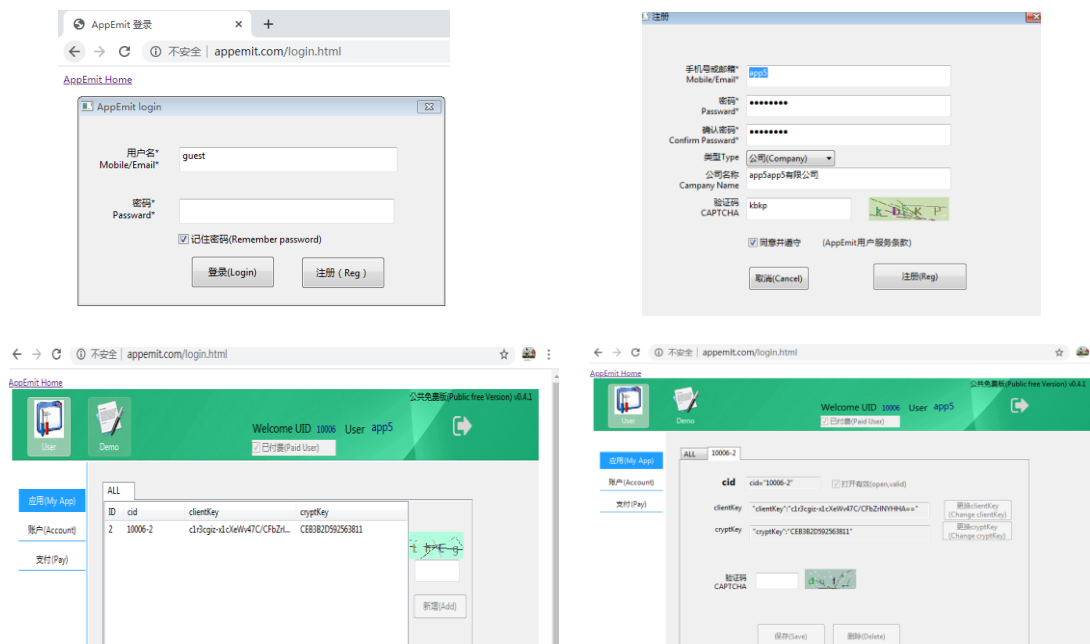 AppEmit 登录
不安全 | appemit.com/login.html
AppEmit Home
AppEmit login
用户名*
Mobile/Email*
guest
密码*
Password*
记住密码(Remember password)
登录(Login)
注册 ( Reg )
注册
手机号或邮箱*
Mobile/Email*
app5
密码*
Password*
确认密码*
Confirm Password*
类型Type
公司(Company)
公司名称
Campany Name
app5app5有限公司
验证码
CAPTCHA
kbkp
k b K P
同意并遵守 (AppEmit用户服务条款)
取消(Cancel)
注册(Reg)
不安全 | appemit.com/login.html
AppEmit Home
公共免费版(Public free Version) v0.4.1
User
Demo
Welcome UID 10006 User app5
已付费(Paid User)
应用(My App)
账户(Account)
支付(Pay)
ALL
ID cid clientKey cryptKey
2 10006-2 c1r3cgiz-x1cXeWv47C/CFbZrI... CEB3B2D592563811
新增(Add)
不安全 | appemit.com/login.html
AppEmit Home
公共免费版(Public free Version) v0.4.1
User
Demo
Welcome UID 10006 User app5
已付费(Paid User)
应用(My App)
账户(Account)
支付(Pay)
ALL
10006-2
cid
cid="10006-2"
打开有效(open,valid)
clientKey
"clientKey":"c1r3cgiz-x1cXeWv47C/CFbZrINYHHA=="
更换clientKey
(Change clientKey)
cryptKey
"cryptKey":"CEB3B2D592563811"
更换cryptKey
(Change cryptKey)
验证码
CAPTCHA
保存(Save)
删除(Delete)